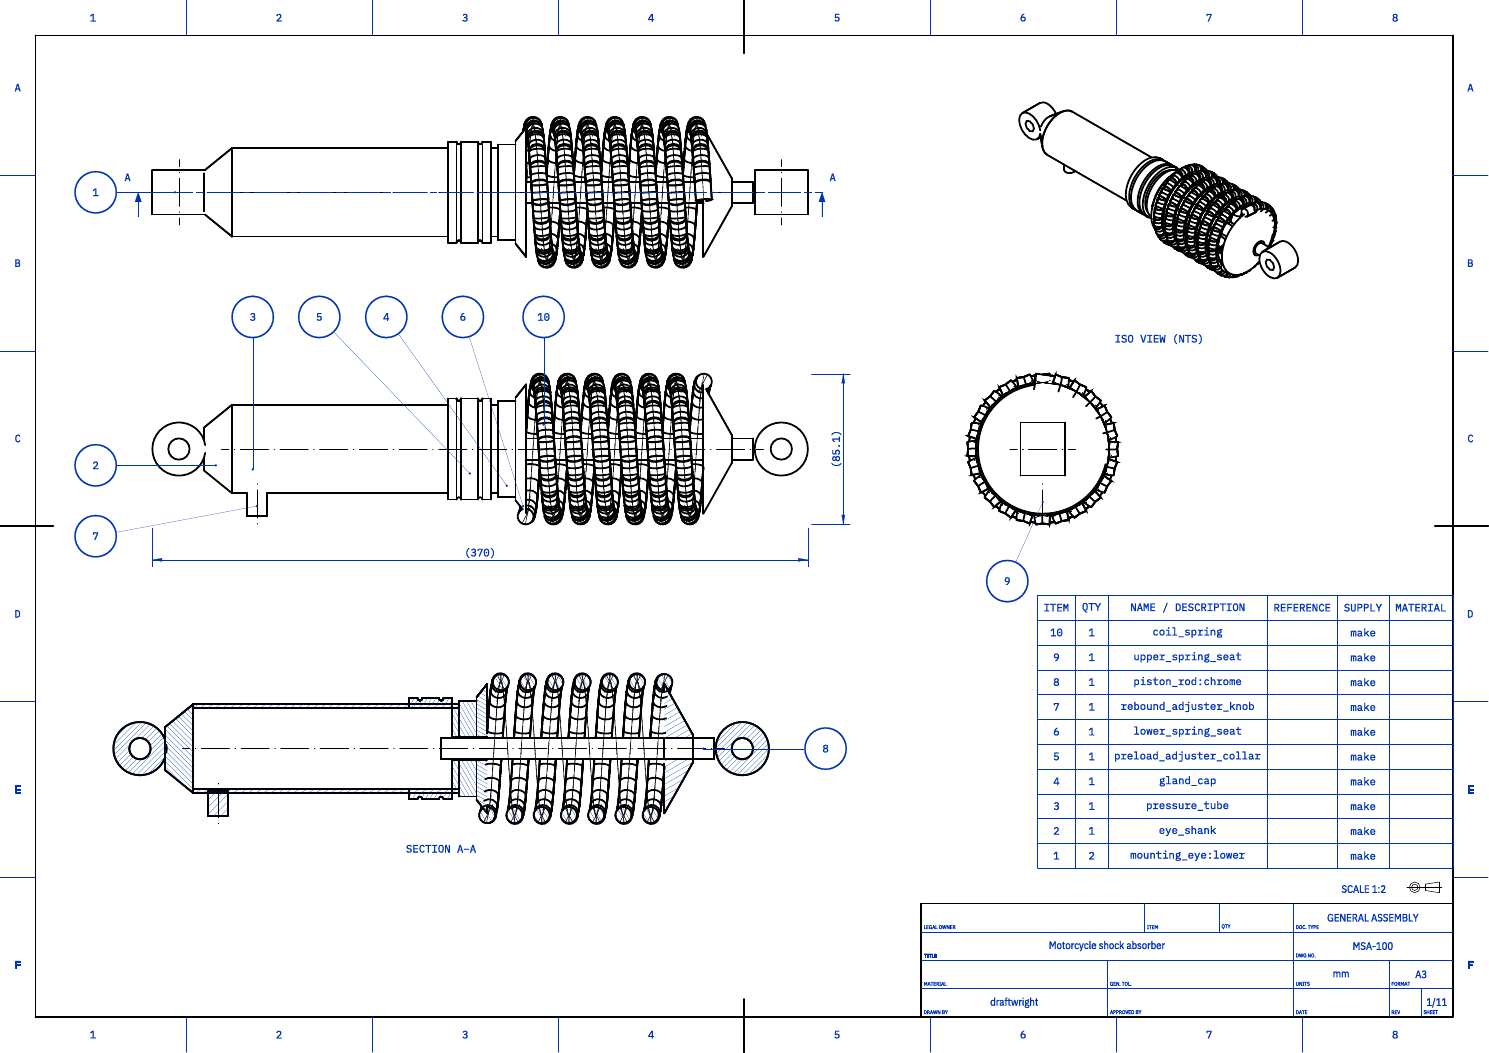 1 2 3 4 5 6 7 8
A A
B B
C C
D D
E E
F F
1
A A
3 5 4 6 10
2
7
(85.1)
(370)
ISO VIEW (NTS)
9
8
SECTION A-A
ITEM QTY NAME / DESCRIPTION REFERENCE SUPPLY MATERIAL
10 1 coil_spring make
9 1 upper_spring_seat make
8 1 piston_rod:chrome make
7 1 rebound_adjuster_knob make
6 1 lower_spring_seat make
5 1 preload_adjuster_collar make
4 1 gland_cap make
3 1 pressure_tube make
2 1 eye_shank make
1 2 mounting_eye:lower make
SCALE 1:2
LEGAL OWNER ITEM QTY DOC. TYPE GENERAL ASSEMBLY
TITLE Motorcycle shock absorber DWG NO. MSA-100
MATERIAL GEN. TOL. UNITS mm FORMAT A3
DRAWN BY draftwright APPROVED BY DATE REV SHEET 1/11
1 2 3 4 5 6 7 8